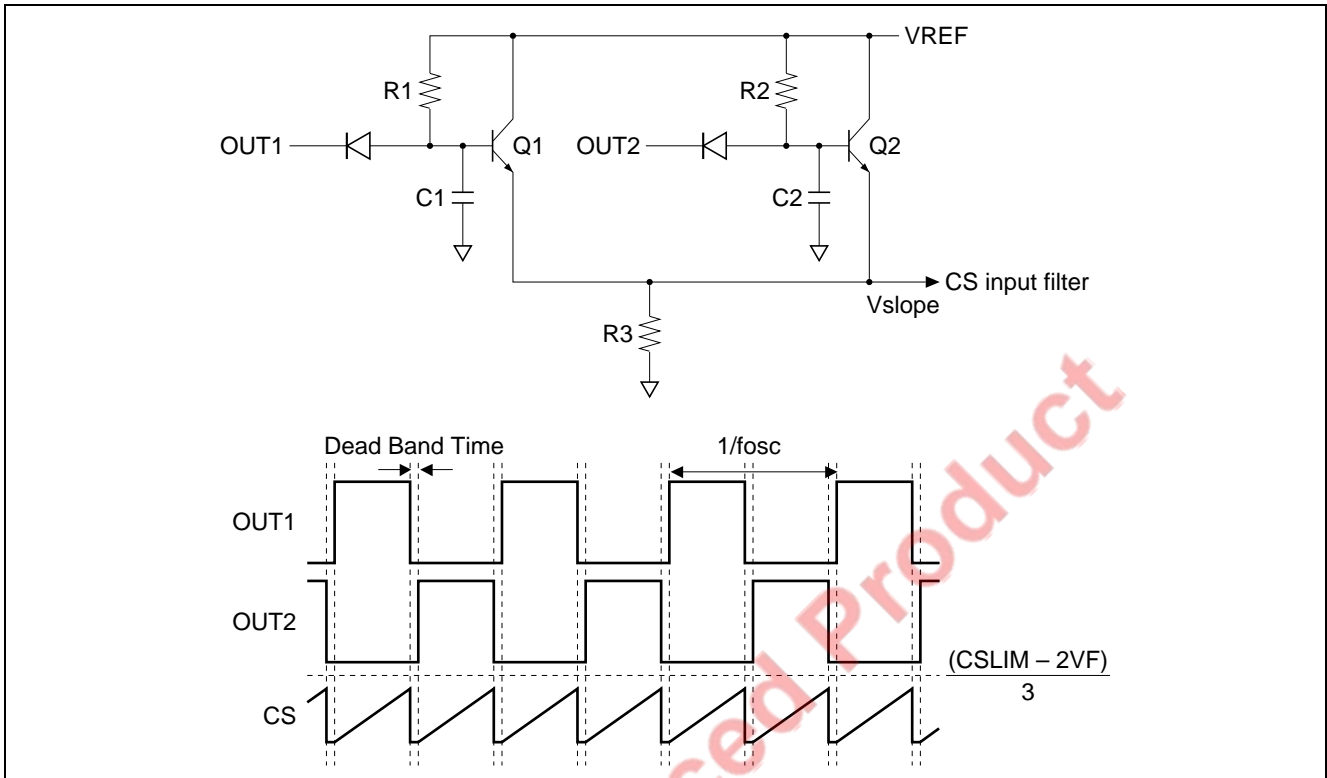 VREF
R1
R2
OUT1
Q1
OUT2
Q2
C1
C2
CS input filter
Vslope
R3
Dead Band Time
1/fosc
OUT1
OUT2
(CSLIM – 2VF)
3
CS
Product